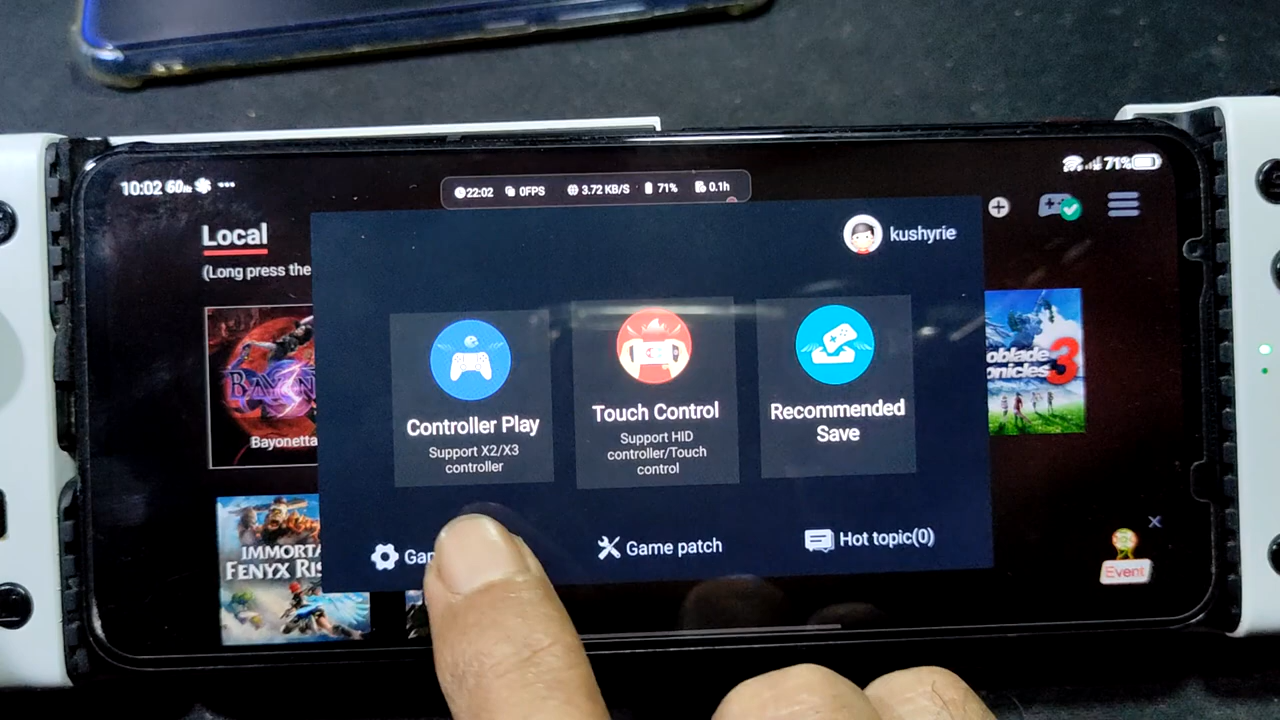 10:02 60Hz ...
22:02 0FPS 3.72 KB/S 71% 0.1h
71%
Local
(Long press the
kushyrie
Bayonetta
oblade
onicles 3
Controller Play
Support X2/X3
controller
Touch Control
Support HID
controller/Touch
control
Recommended
Save
IMMORTA
FENYX RIS
Game patch
Hot topic(0)
Event